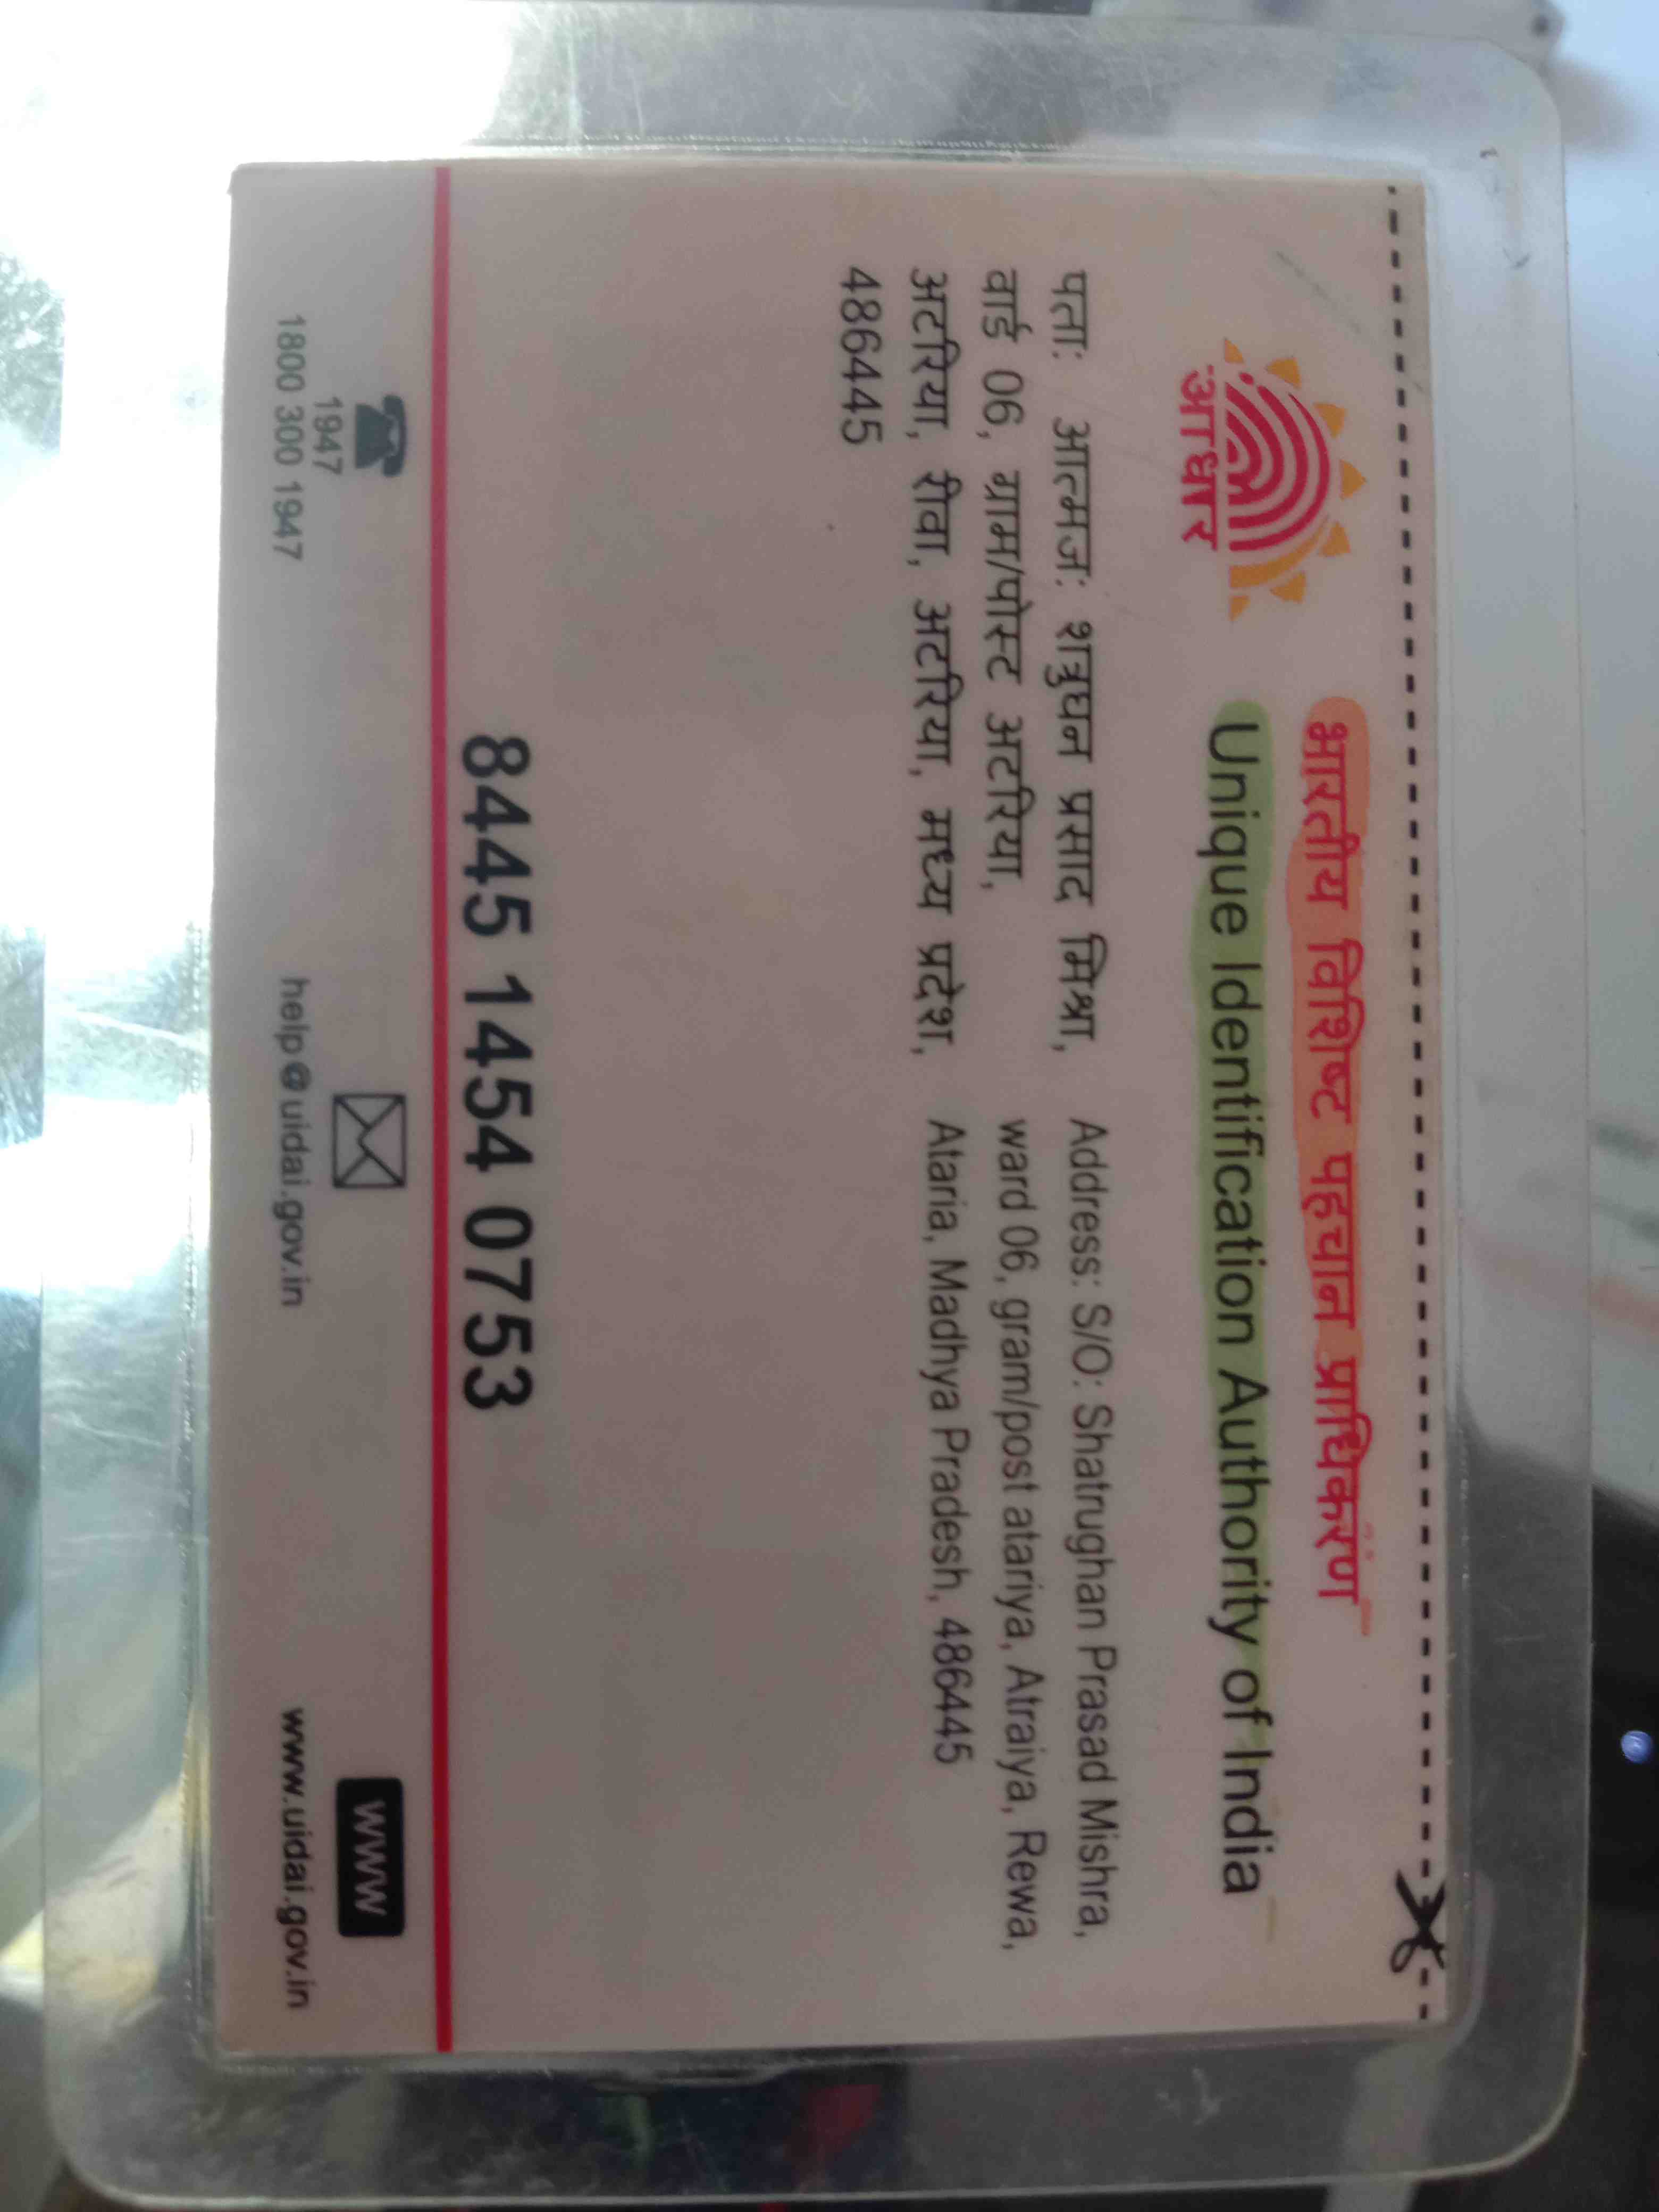 भारतीय विशिष्ट पहचान प्राधिकरण
Unique Identification Authority of India
आधार
पताः आत्मजः शत्रुघन प्रसाद मिश्रा,
वार्ड 06, ग्राम/पोस्ट अटरिया,
अटरिया, रीवा, अटरिया, मध्य प्रदेश,
486445
Address: S/O: Shatrughan Prasad Mishra,
ward 06, gram/post atariya, Atraiya, Rewa,
Ataria, Madhya Pradesh, 486445
8445 1454 0753
1947
1800 300 1947
help@uidai.gov.in
WWW
www.uidai.gov.in